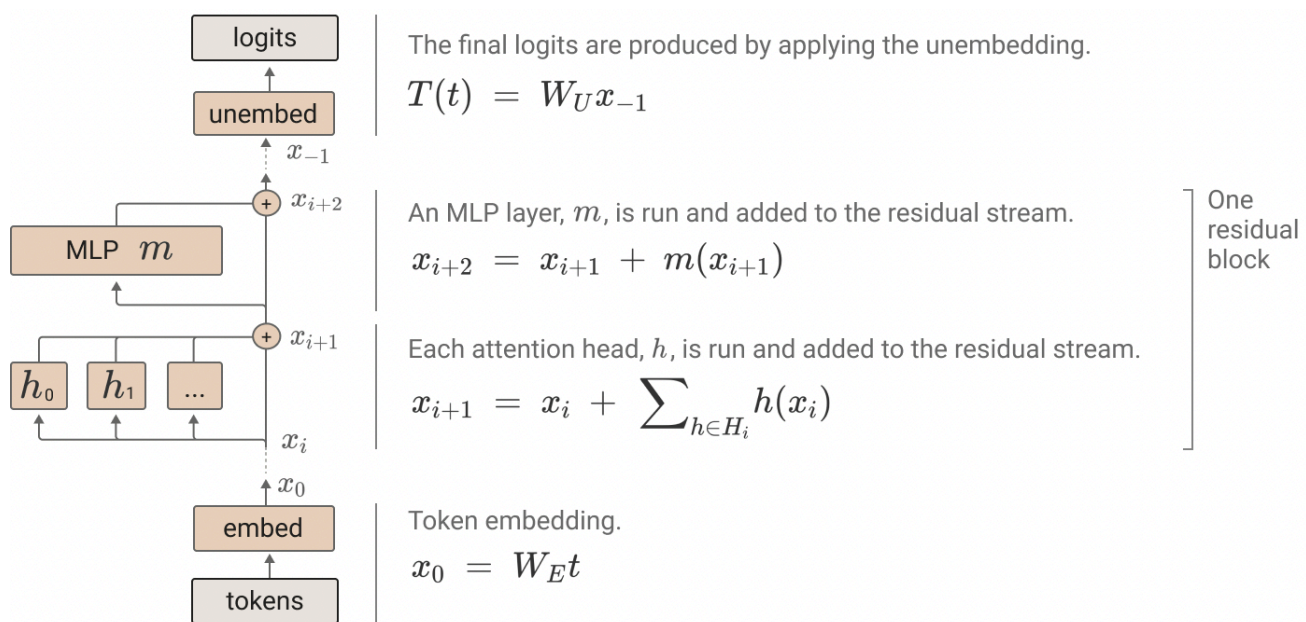 logits
The final logits are produced by applying the unembedding.
T(t) = W_U x_{-1}
unembed
x_{-1}
x_{i+2}
An MLP layer, m, is run and added to the residual stream.
One
residual
block
MLP m
x_{i+2} = x_{i+1} + m(x_{i+1})
x_{i+1}
Each attention head, h, is run and added to the residual stream.
h_0 h_1 ...
x_{i+1} = x_i + ∑_{h∈H_i} h(x_i)
x_i
x_0
embed
Token embedding.
x_0 = W_E t
tokens